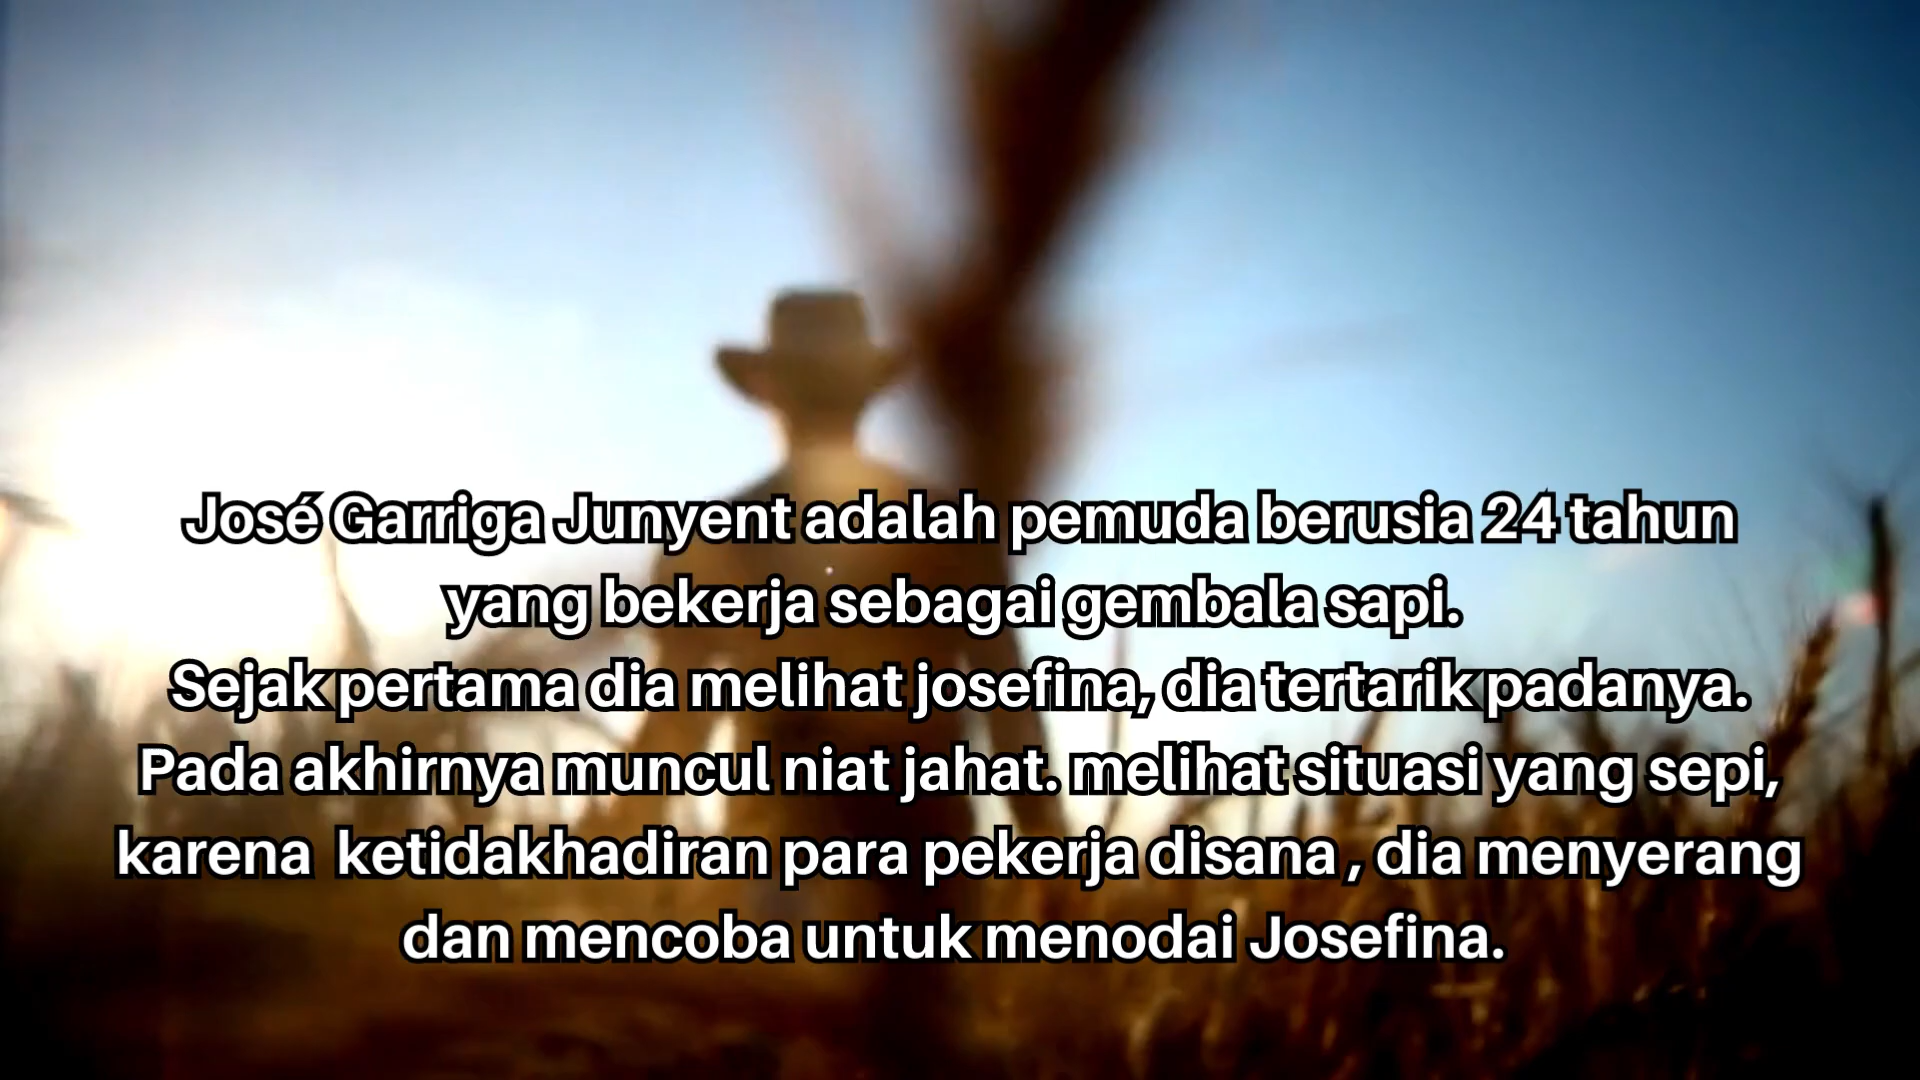 José Garriga Junyent adalah pemuda berusia 24 tahun
yang bekerja sebagai gembala sapi.
Sejak pertama dia melihat josefina, dia tertarik padanya.
Pada akhirnya muncul niat jahat. melihat situasi yang sepi,
karena  ketidakhadiran para pekerja disana , dia menyerang
dan mencoba untuk menodai Josefina.